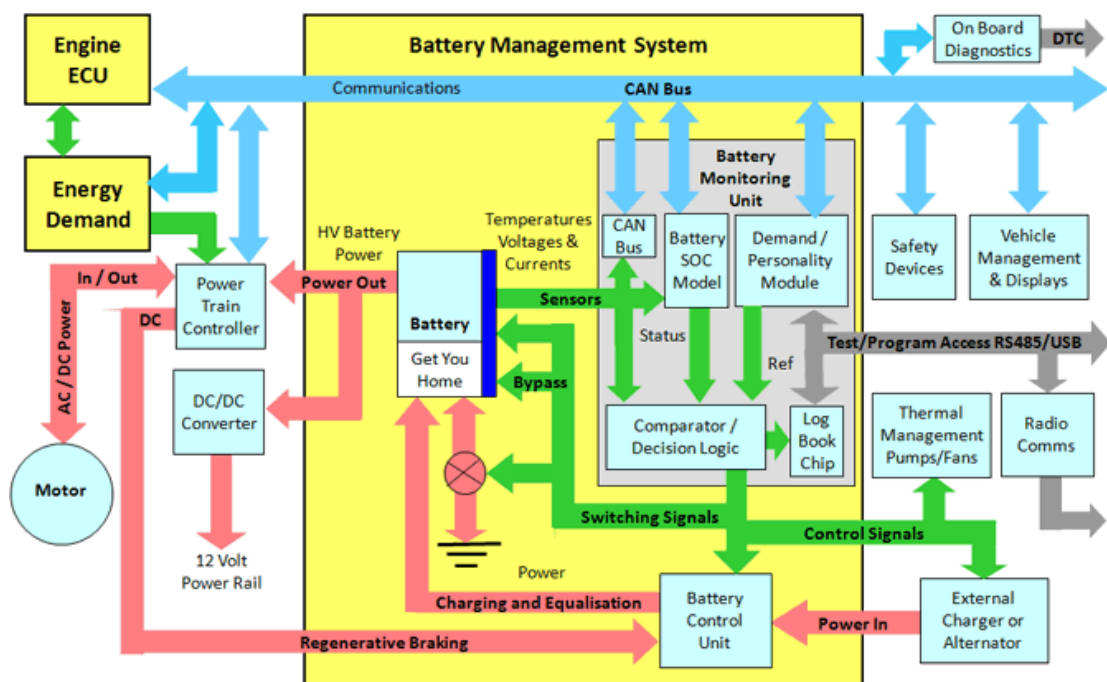 Engine
ECU
Battery Management System
On Board
Diagnostics
DTC
Communications
CAN Bus
Energy
Demand
Battery
Monitoring
Unit
HV Battery
Power
Temperatures
Voltages &
Currents
CAN
Bus
Battery
SOC
Model
Demand /
Personality
Module
Safety
Devices
Vehicle
Management
& Displays
In / Out
Power
Train
Controller
Power Out
Sensors
DC
AC / DC Power
Battery
Status
Ref
Test/Program Access RS485/USB
Get You
Home
Bypass
DC/DC
Converter
Comparator /
Decision Logic
Log
Book
Chip
Thermal
Management
Pumps/Fans
Radio
Comms
Motor
Switching Signals
Control Signals
12 Volt
Power Rail
Power
Charging and Equalisation
Battery
Control
Unit
Power In
External
Charger or
Alternator
Regenerative Braking